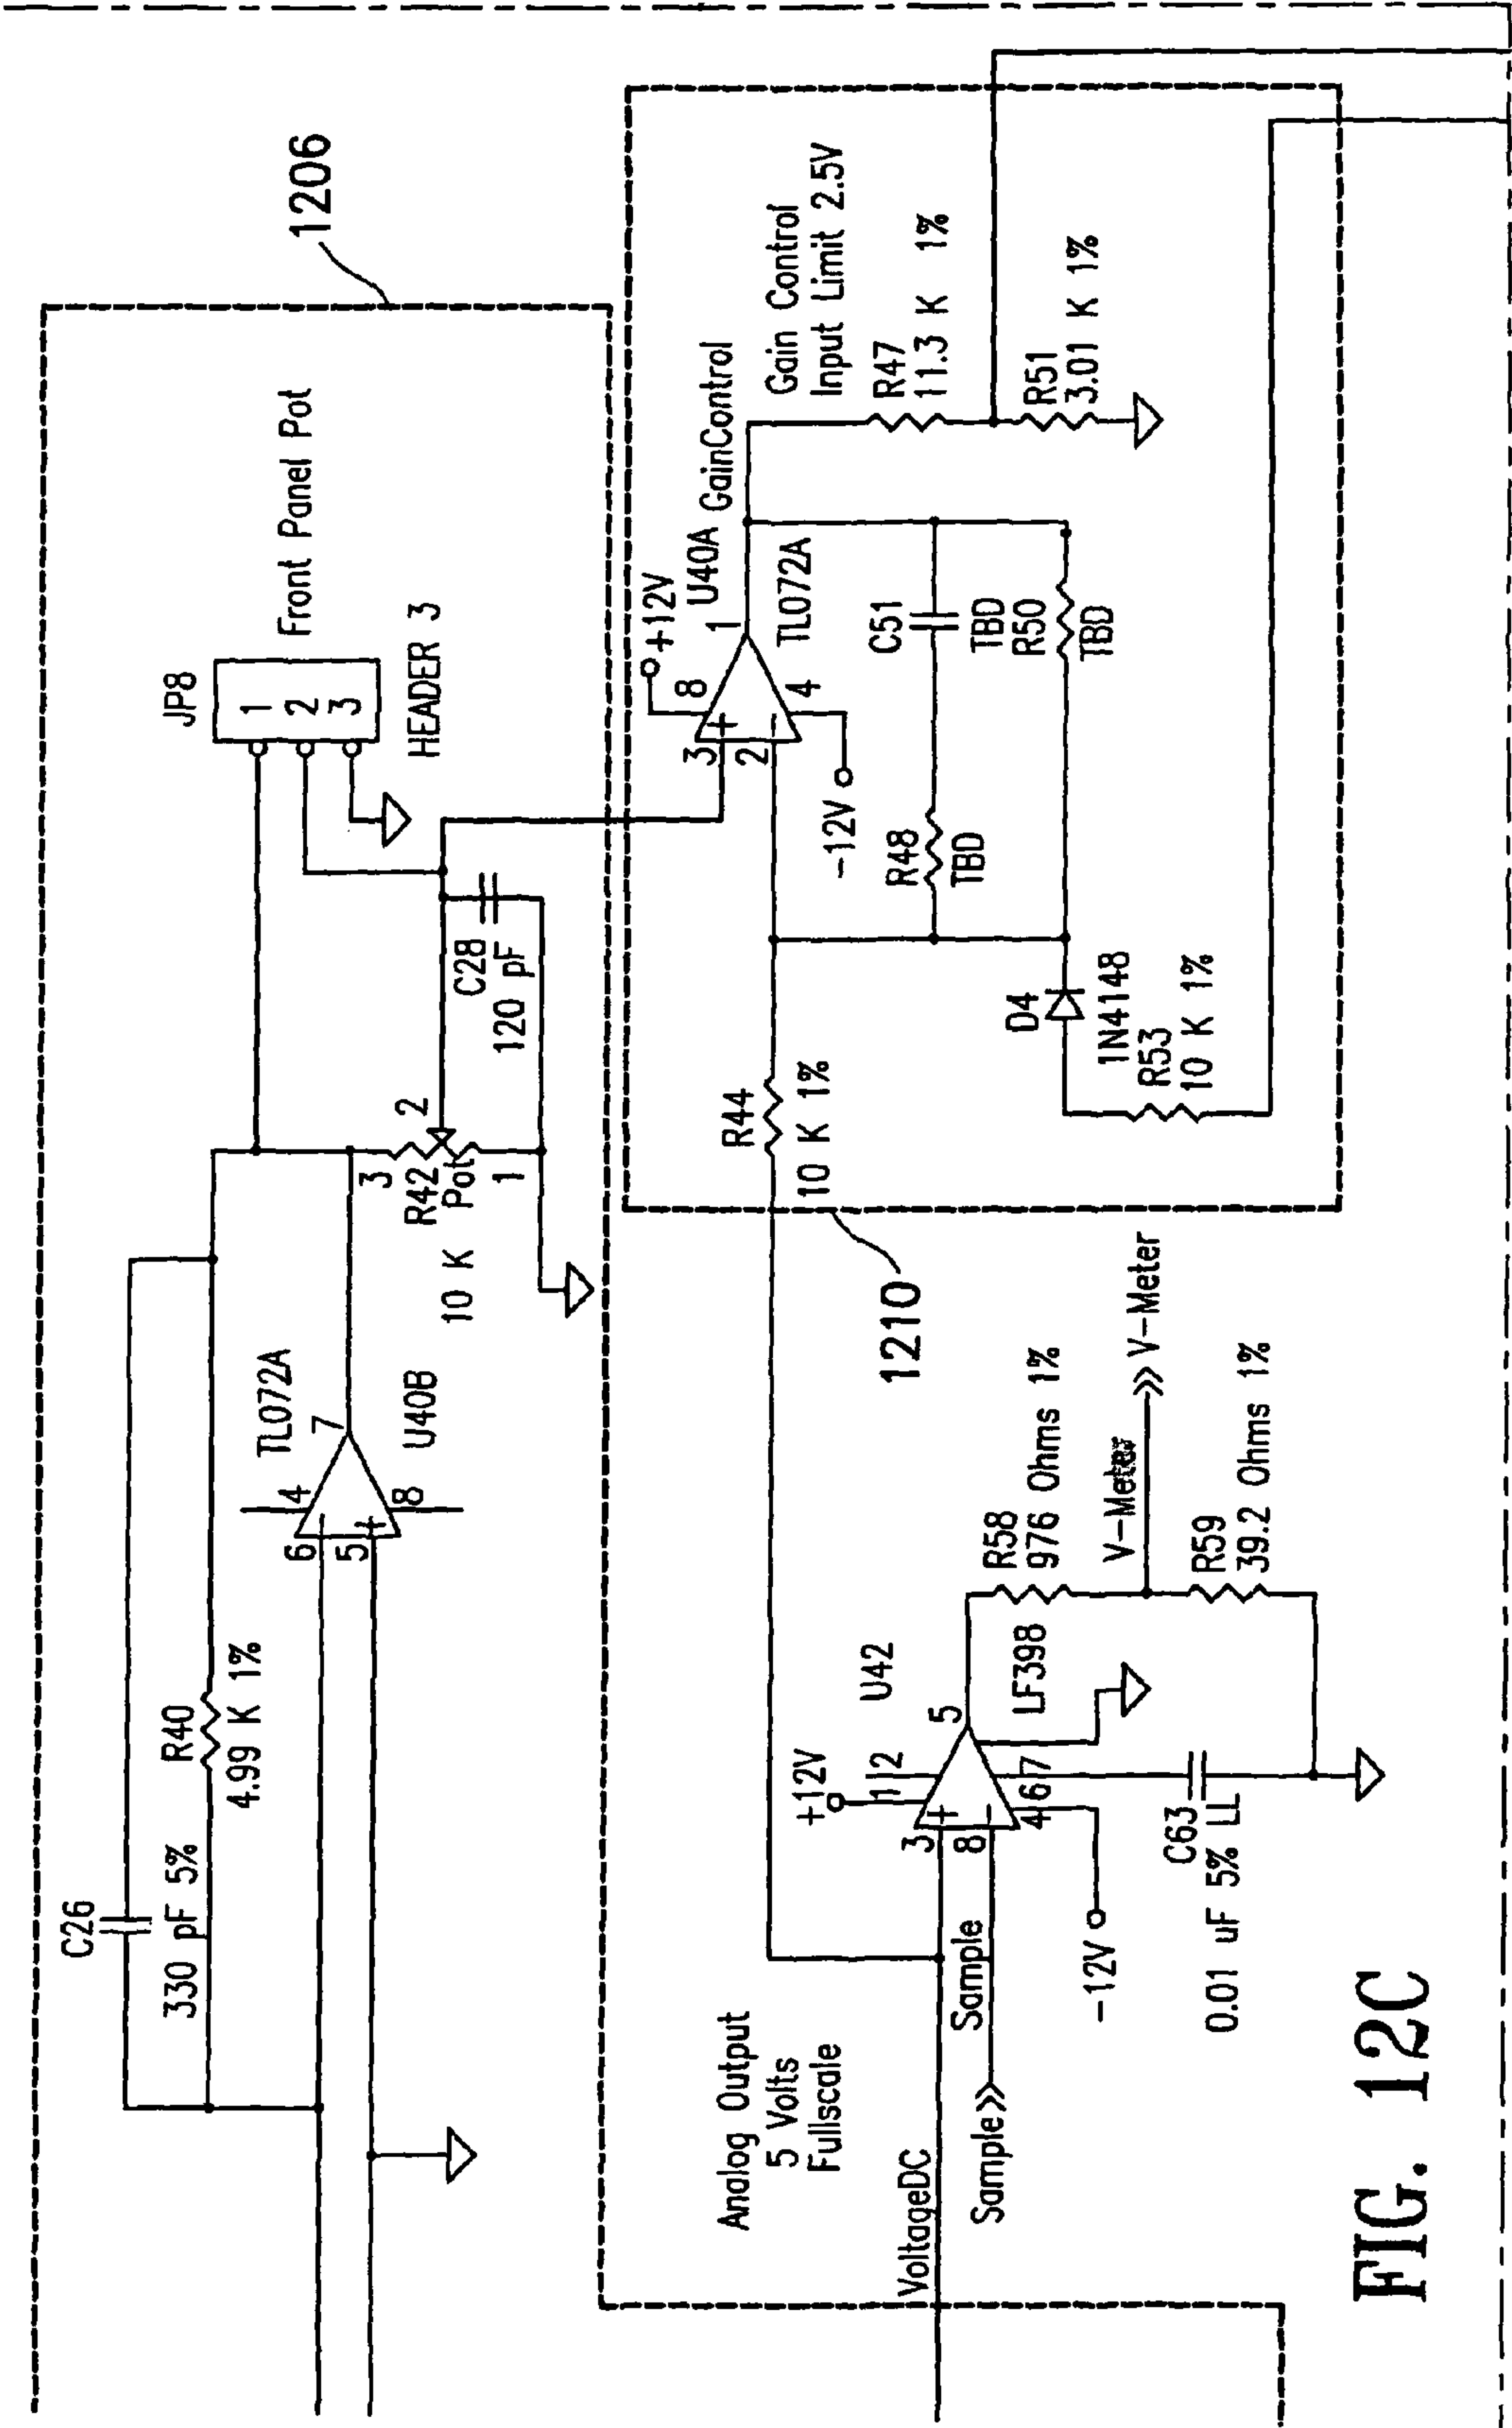 1206
JP8
1
2
3
HEADER 3
Front Panel Pot
C26
330 pF 5%
R40
4.99 K 1%
TL072A
4
6
5
7
8
U40B
3
2
1
R42
10 K Pot
C28
120 pF
+12V
U40A
GainControl
8
3
2
1
4
TL072A
-12V
Gain Control
Input Limit 2.5V
R47
11.3 K 1%
R51
3.01 K 1%
C51
TBD
R48
TBD
R50
TBD
D4
1N4148
R53
10 K 1%
R44
10 K 1%
1210
Analog Output
5 Volts
Fullscale
VoltageDC
Sample
Sample
+12V
U42
1
2
3
8
5
4
6
7
LF398
-12V
C63
0.01 uF 5% LL
R58
976 Ohms 1%
V-Meter
V-Meter
R59
39.2 Ohms 1%
FIG. 12C